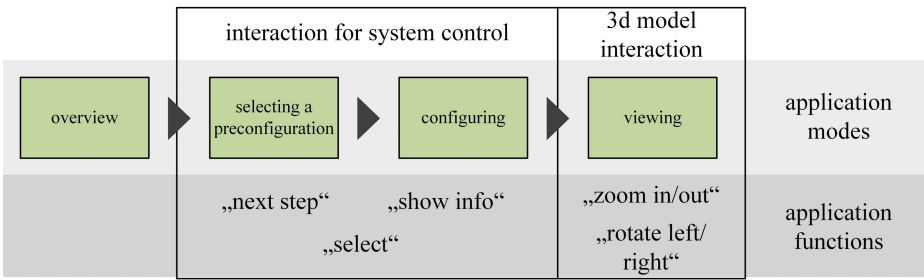 interaction for system control
3d model
interaction
overview
selecting a
preconfiguration
configuring
viewing
application
modes
„next step“
„show info“
„select“
„zoom in/out“
„rotate left/
right“
application
functions